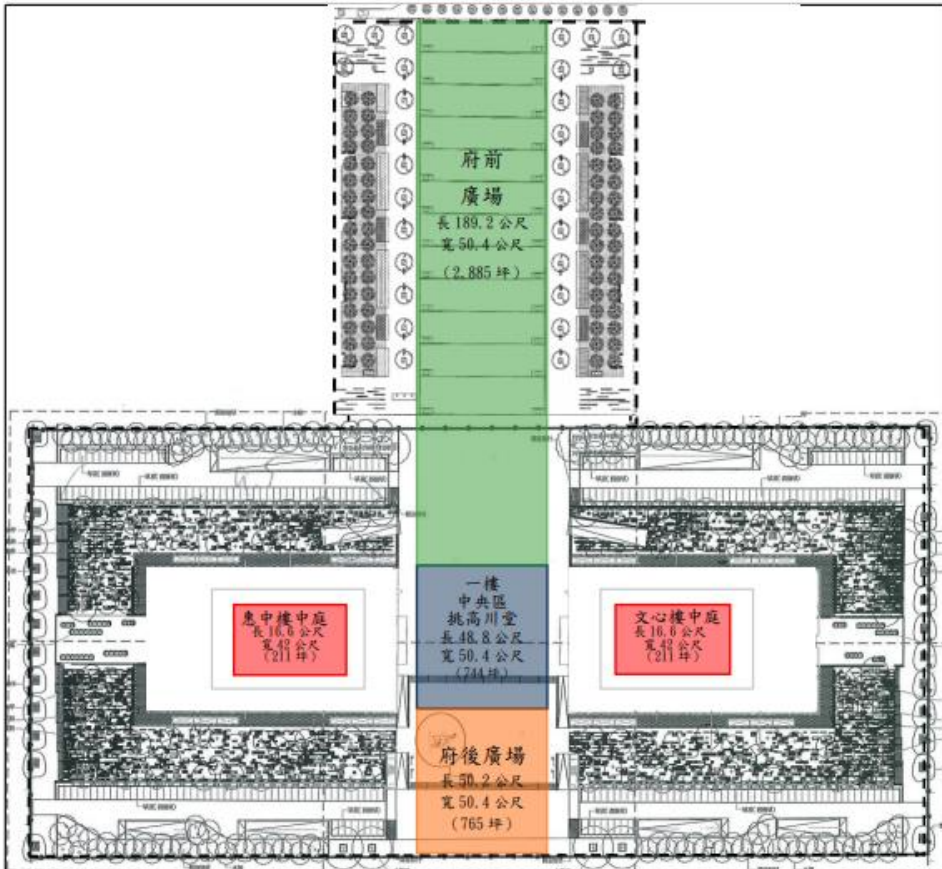 府前
廣場
長 189.2 公尺
寬 50.4 公尺
(2,885 坪)
一樓
中央區
挑高川堂
長 48.8 公尺
寬 50.4 公尺
(744 坪)
惠中樓中庭
長 16.6 公尺
寬 42 公尺
(211 坪)
文心樓中庭
長 16.6 公尺
寬 42 公尺
(211 坪)
府後廣場
長 50.2 公尺
寬 50.4 公尺
(765 坪)